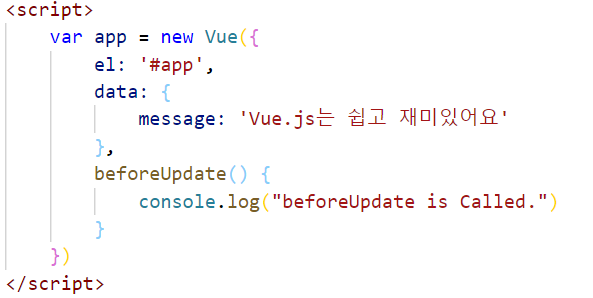 <script>
    var app = new Vue({
        el: '#app',
        data: {
            message: 'Vue.js는 쉽고 재미있어요'
        },
        beforeUpdate() {
            console.log("beforeUpdate is Called.")
        }
    })
</script>